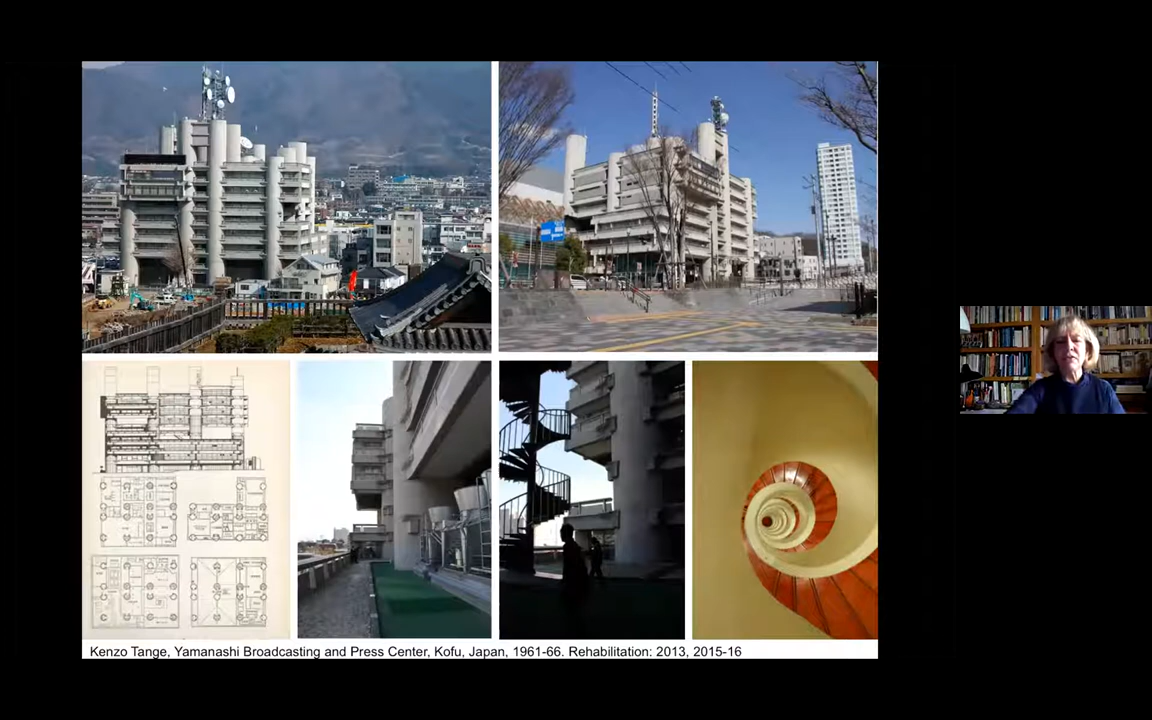 Kenzo Tange, Yamanashi Broadcasting and Press Center, Kofu, Japan, 1961-66. Rehabilitation: 2013, 2015-16